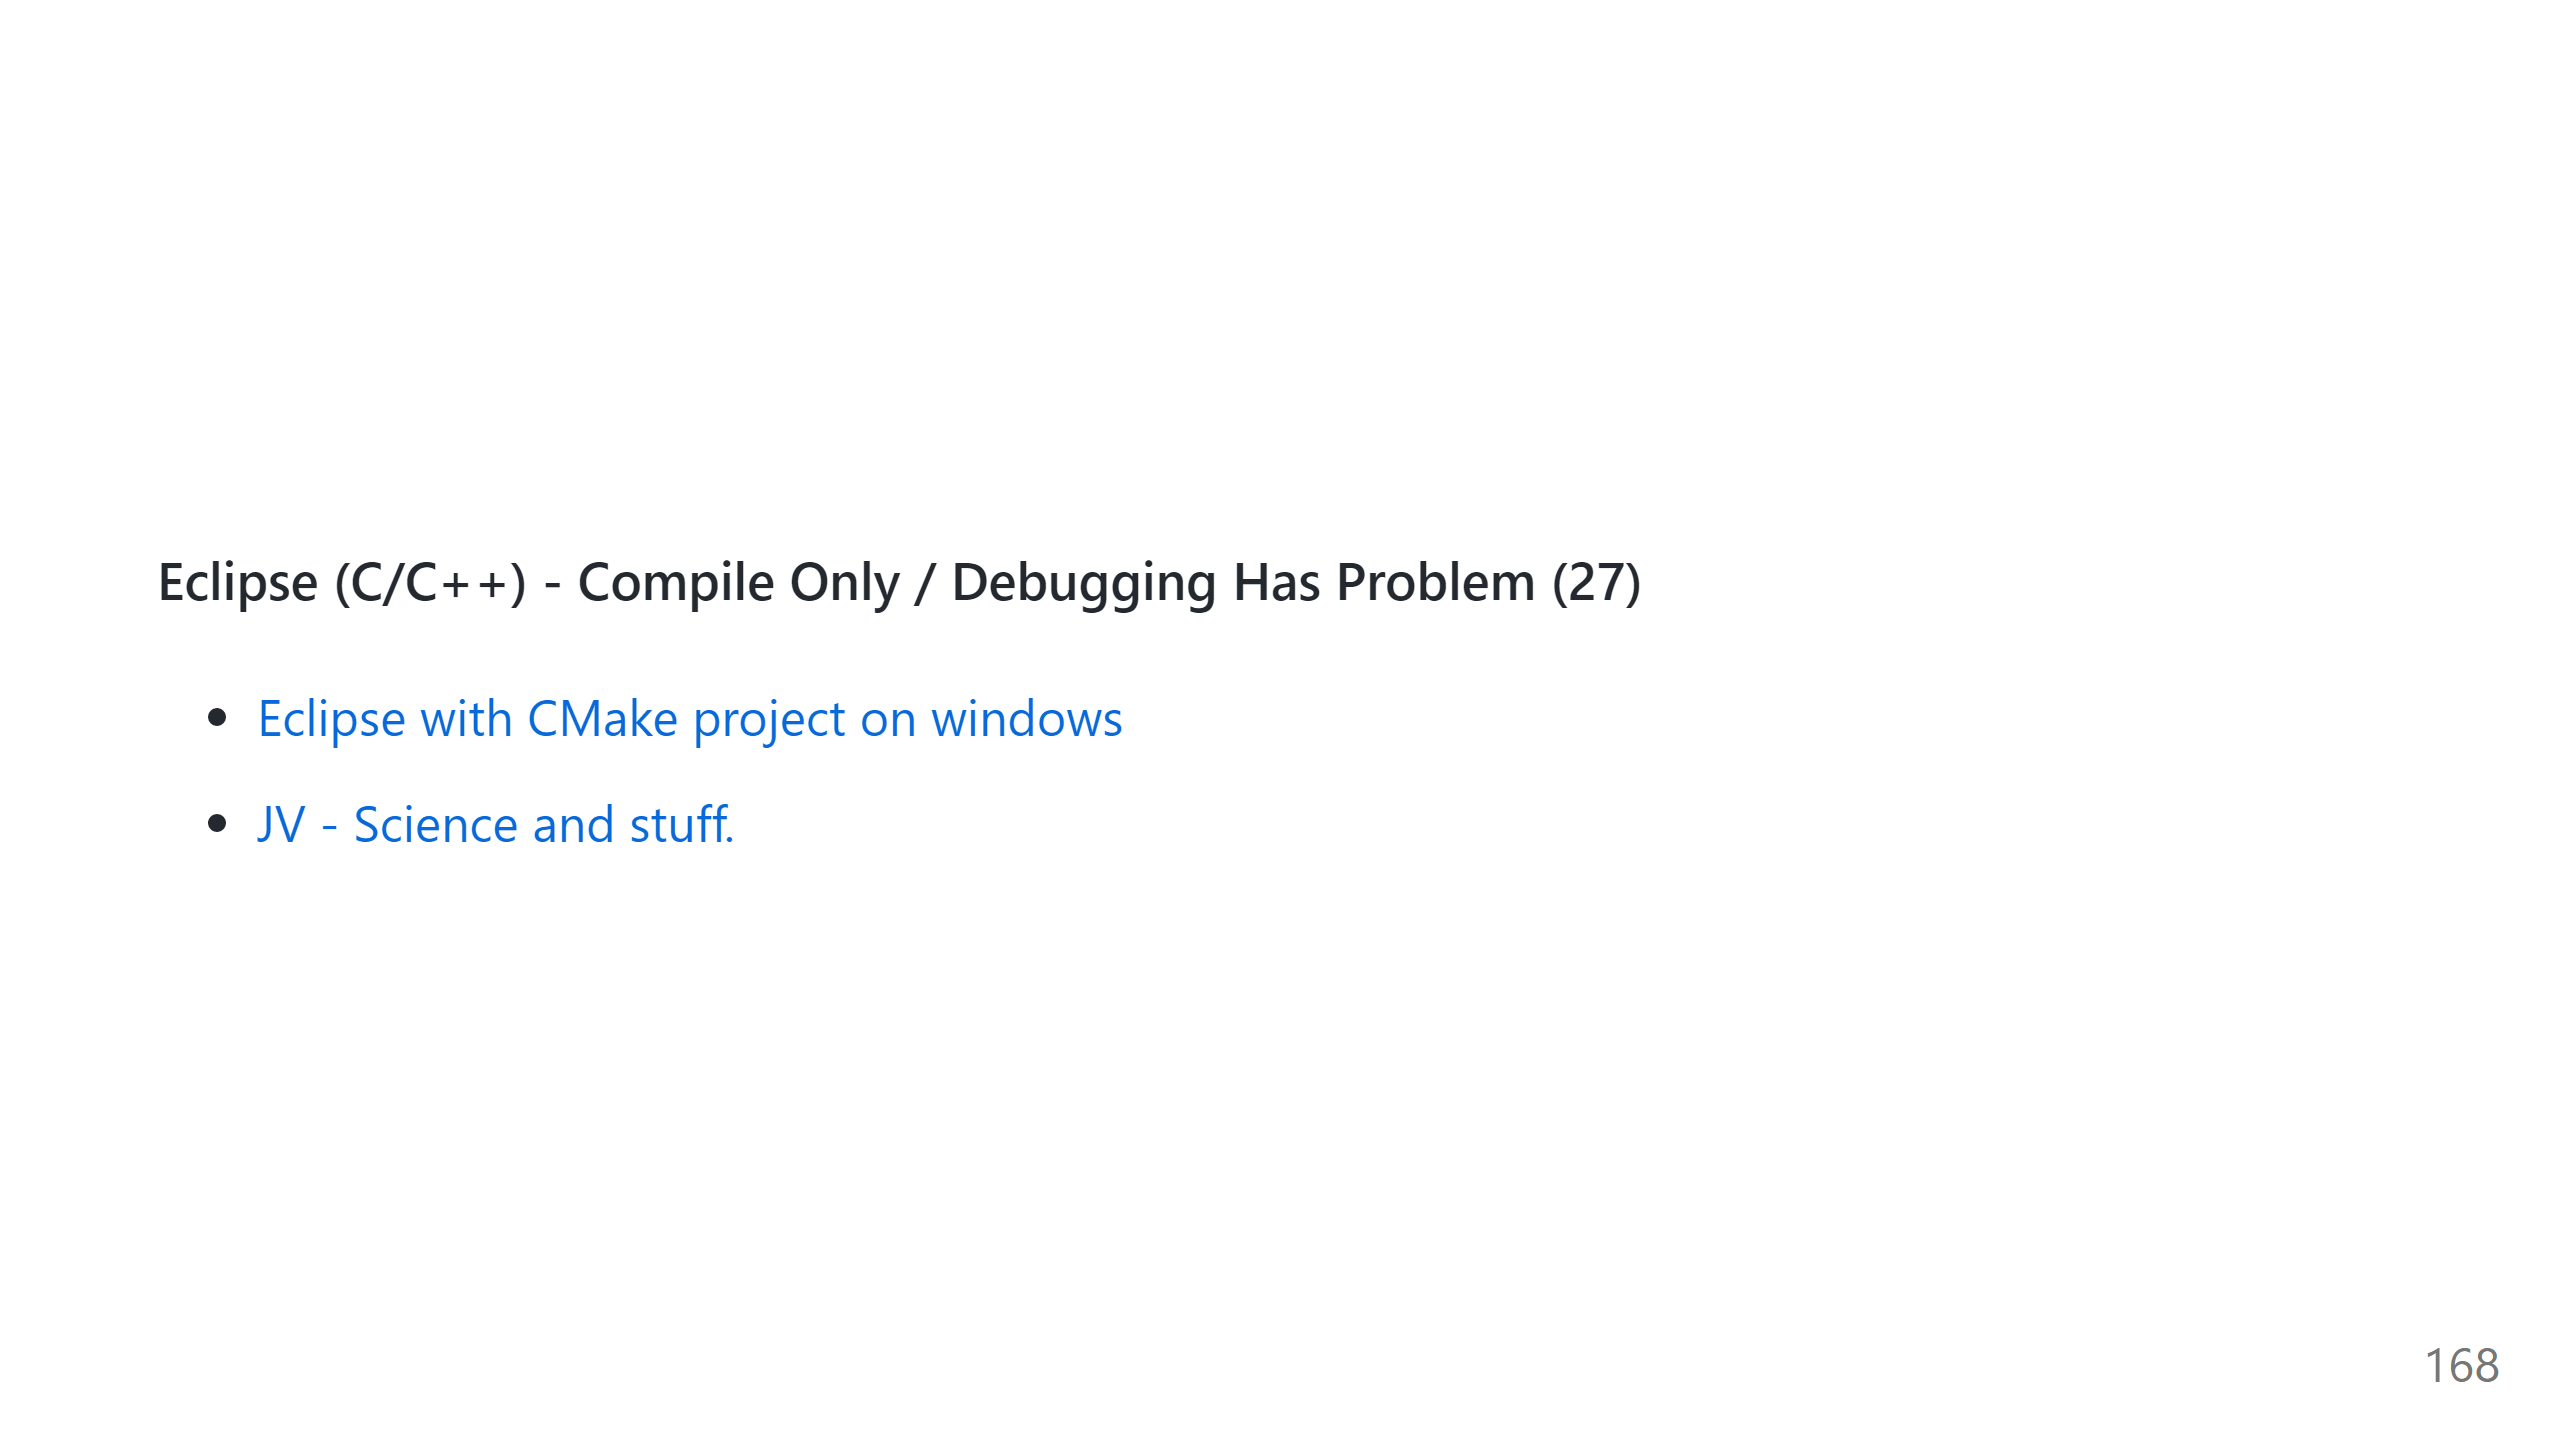 Eclipse (C/C++) - Compile Only / Debugging Has Problem (27)
• Eclipse with CMake project on windows
• JV - Science and stuff.
168